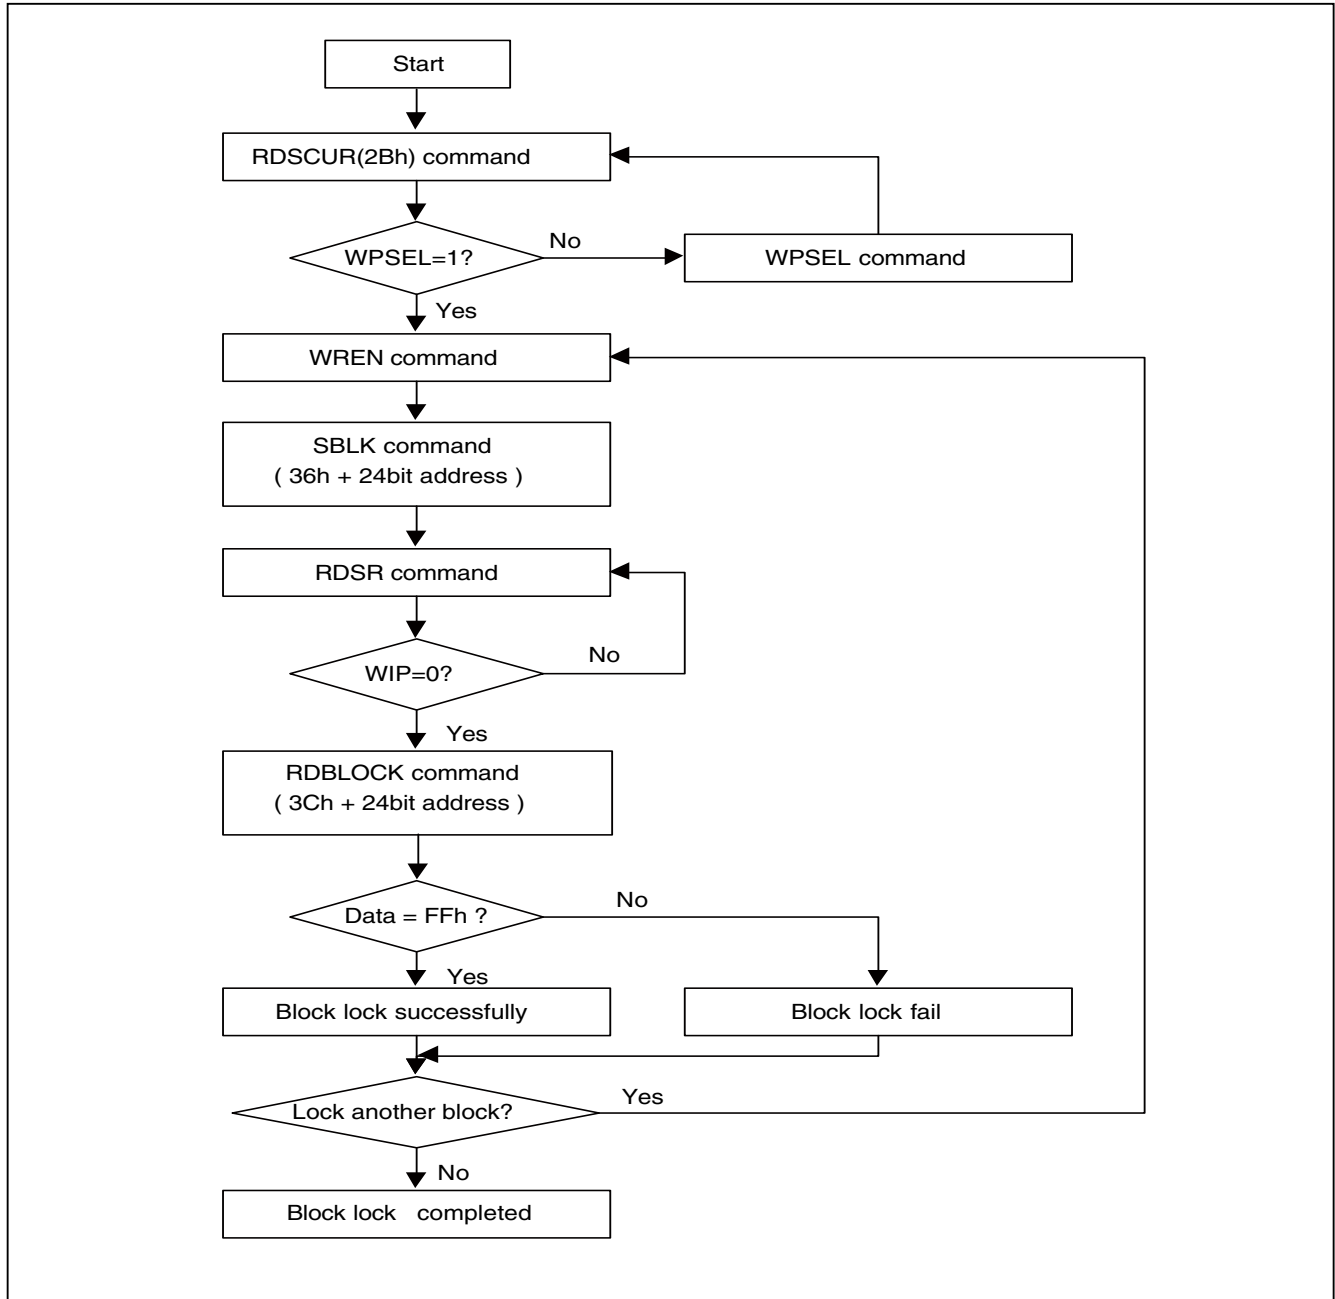 Start
RDSCUR(2Bh) command
WPSEL=1?
No
WPSEL command
Yes
WREN command
SBLK command
( 36h + 24bit address )
RDSR command
WIP=0?
No
Yes
RDBLOCK command
( 3Ch + 24bit address )
Data = FFh ?
No
Yes
Block lock successfully
Block lock fail
Lock another block?
Yes
No
Block lock completed